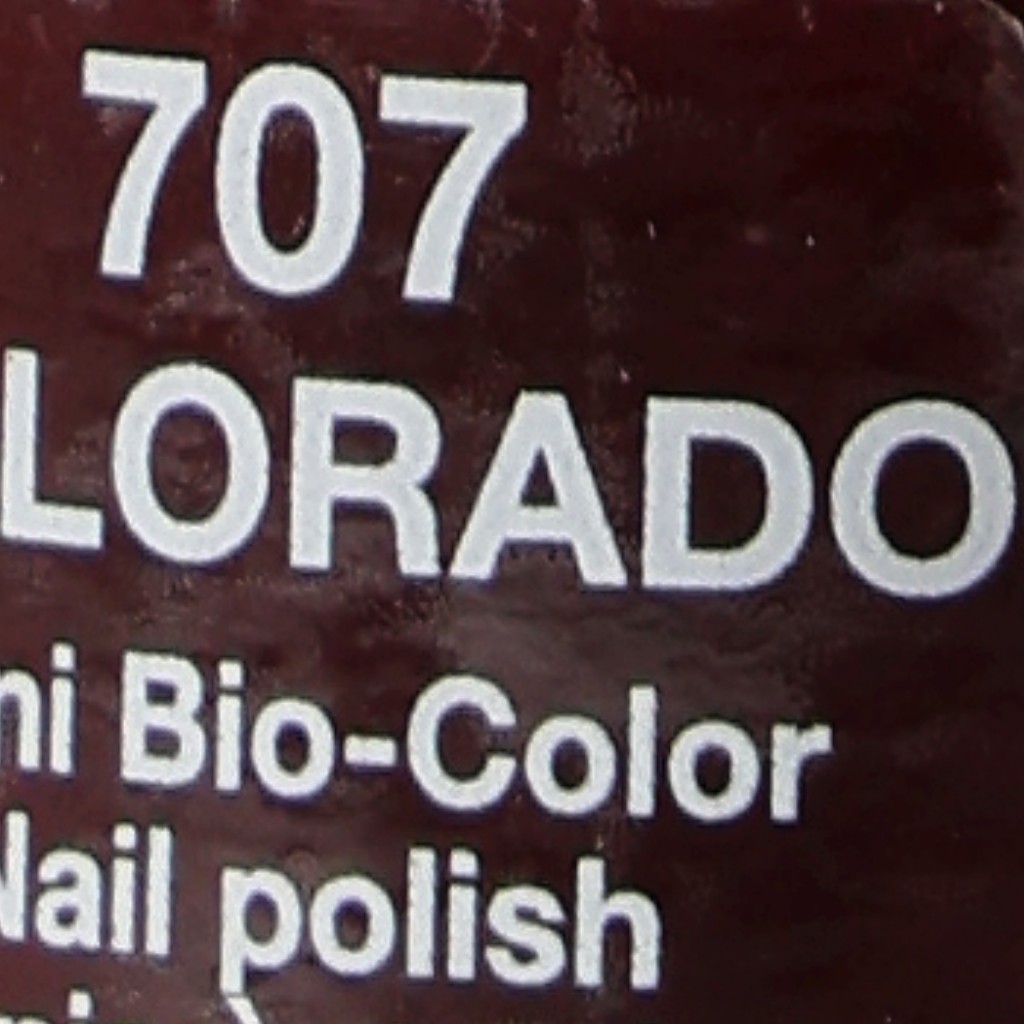 707
LORADO
ni Bio-Color
Nail polish